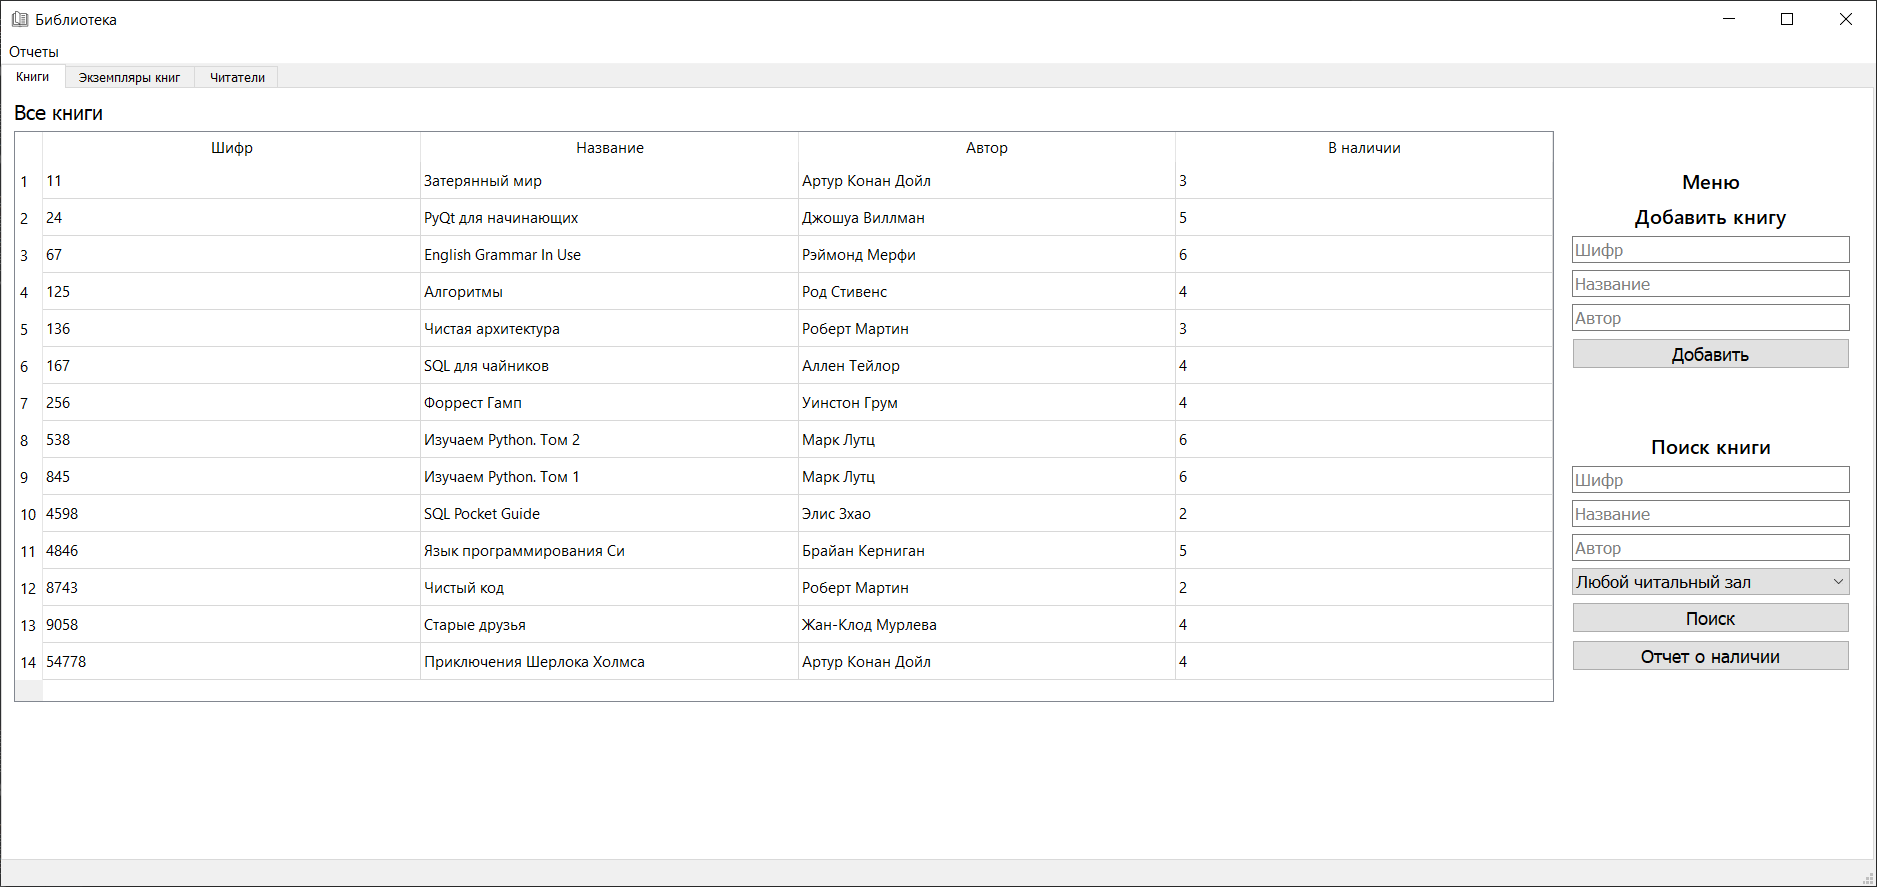 Библиотека
Отчеты
Книги Экземпляры книг Читатели
Все книги
Шифр Название Автор В наличии
1 11 Затерянный мир Артур Конан Дойл 3
2 24 PyQt для начинающих Джошуа Виллман 5
3 67 English Grammar In Use Рэймонд Мерфи 6
4 125 Алгоритмы Род Стивенс 4
5 136 Чистая архитектура Роберт Мартин 3
6 167 SQL для чайников Аллен Тейлор 4
7 256 Форрест Гамп Уинстон Грум 4
8 538 Изучаем Python. Том 2 Марк Лутц 6
9 845 Изучаем Python. Том 1 Марк Лутц 6
10 4598 SQL Pocket Guide Элис Зхао 2
11 4846 Язык программирования Си Брайан Керниган 5
12 8743 Чистый код Роберт Мартин 2
13 9058 Старые друзья Жан-Клод Мурлева 4
14 54778 Приключения Шерлока Холмса Артур Конан Дойл 4
Меню
Добавить книгу
Шифр
Название
Автор
Добавить
Поиск книги
Шифр
Название
Автор
Любой читальный зал
Поиск
Отчет о наличии